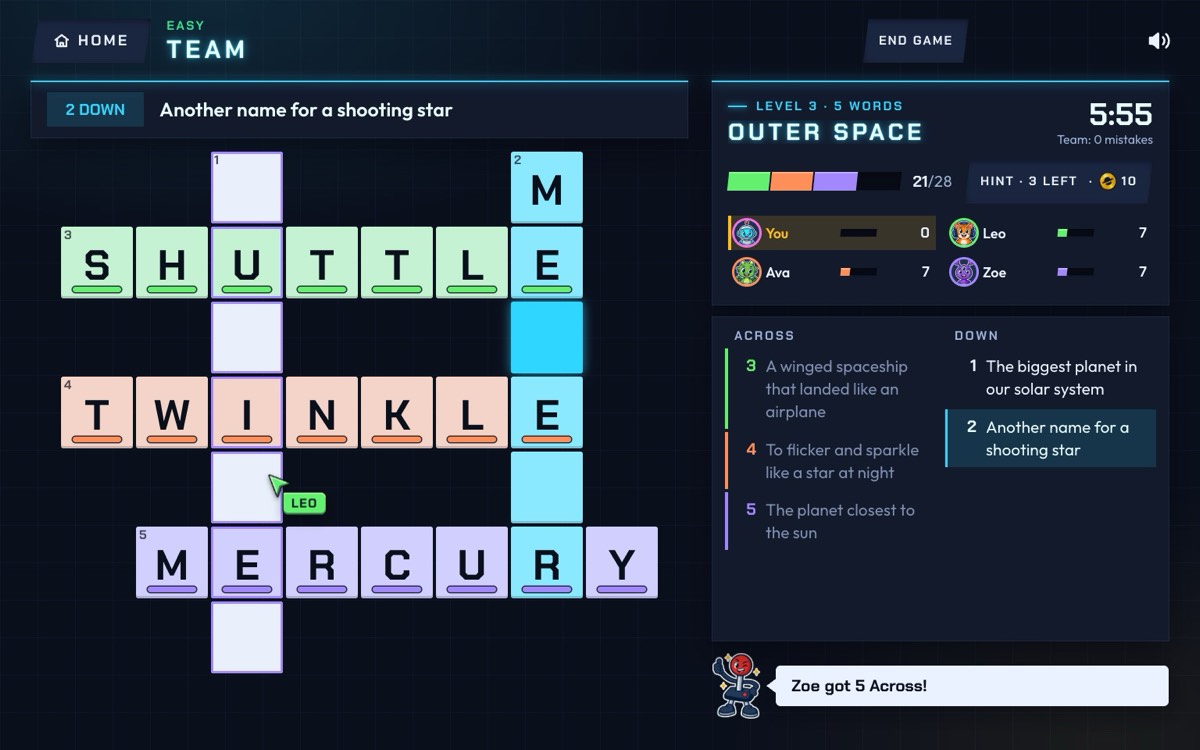 HOME
EASY
TEAM
END GAME
2 DOWN Another name for a shooting star
LEVEL 3 · 5 WORDS
OUTER SPACE
5:55
Team: 0 mistakes
21/28
HINT · 3 LEFT · 10
You 0
Leo 7
Ava 7
Zoe 7
1
2 M
3 S H U T T L E
4 T W I N K L E
LEO
5 M E R C U R Y
ACROSS
3 A winged spaceship
that landed like an
airplane
4 To flicker and sparkle
like a star at night
5 The planet closest to
the sun
DOWN
1 The biggest planet in
our solar system
2 Another name for a
shooting star
Zoe got 5 Across!